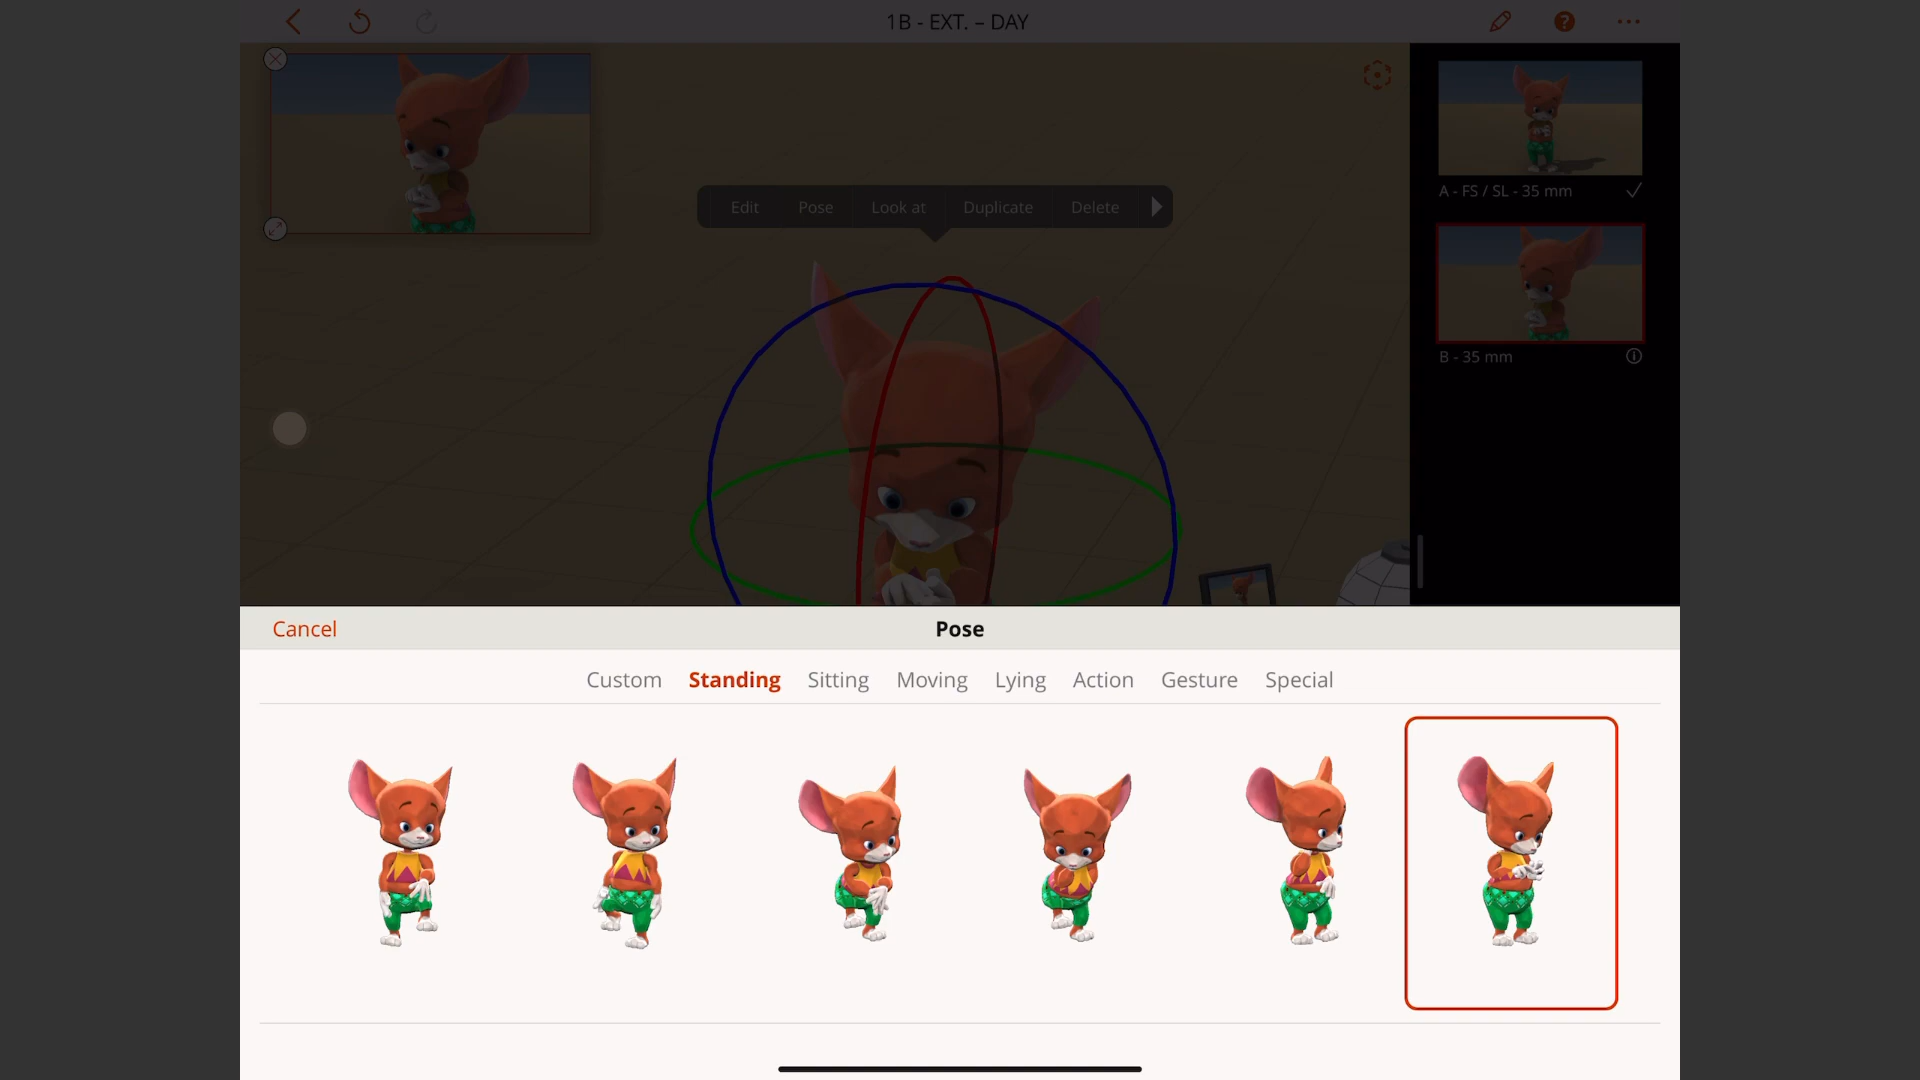 1B - EXT. – DAY
?
Edit Pose Look at Duplicate Delete
A - FS / SL - 35 mm
B - 35 mm
Cancel
Pose
Custom Standing Sitting Moving Lying Action Gesture Special